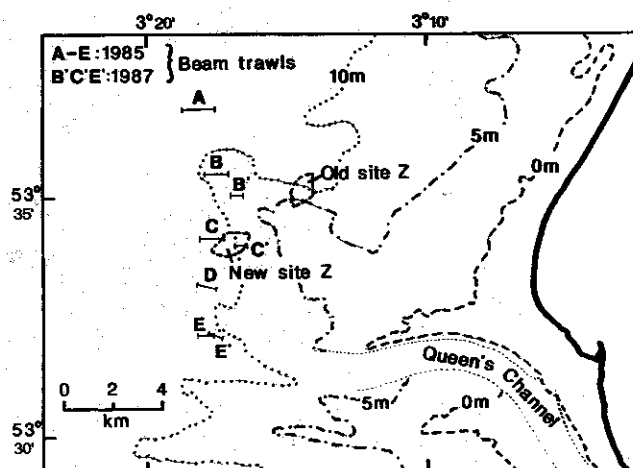 3°20'
3°10'
A-E:1985
B'C'E':1987
Beam trawls
10m
A
5m
0m
B
B'
Old site Z
53°
35'
C
C'
New site Z
D
E
E'
Queen's Channel
0 2 4
km
5m
0m
53°
30'